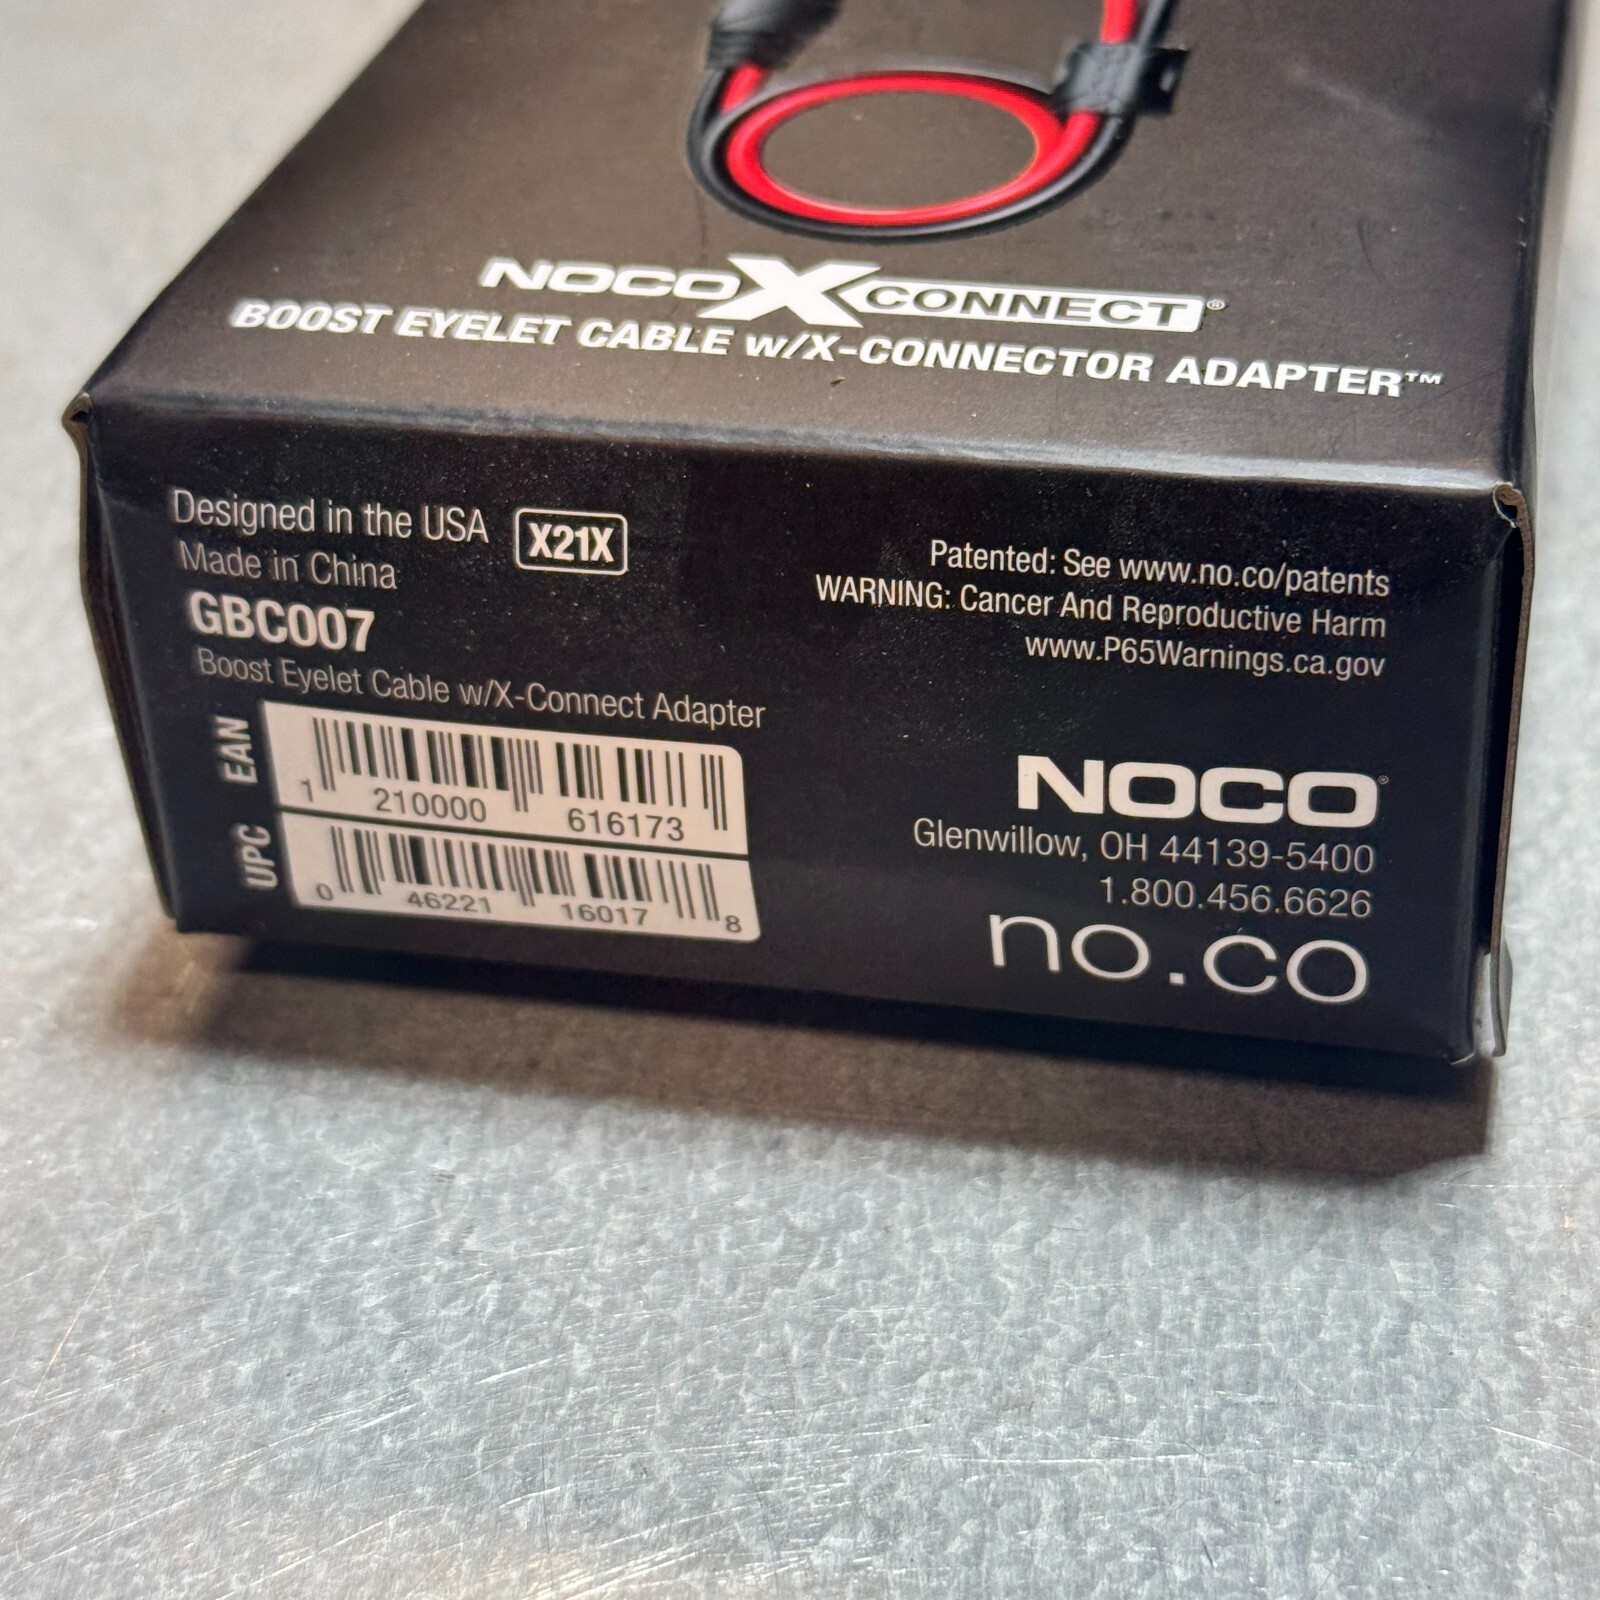 NOCO X CONNECT®
BOOST EYELET CABLE w/X-CONNECTOR ADAPTER™
Designed in the USA
Made in China
X21X
GBC007
Boost Eyelet Cable w/X-Connect Adapter
EAN
1 210000 616173
UPC
0 46221 16017 8
Patented: See www.no.co/patents
WARNING: Cancer And Reproductive Harm
www.P65Warnings.ca.gov
NOCO®
Glenwillow, OH 44139-5400
1.800.456.6626
no.co